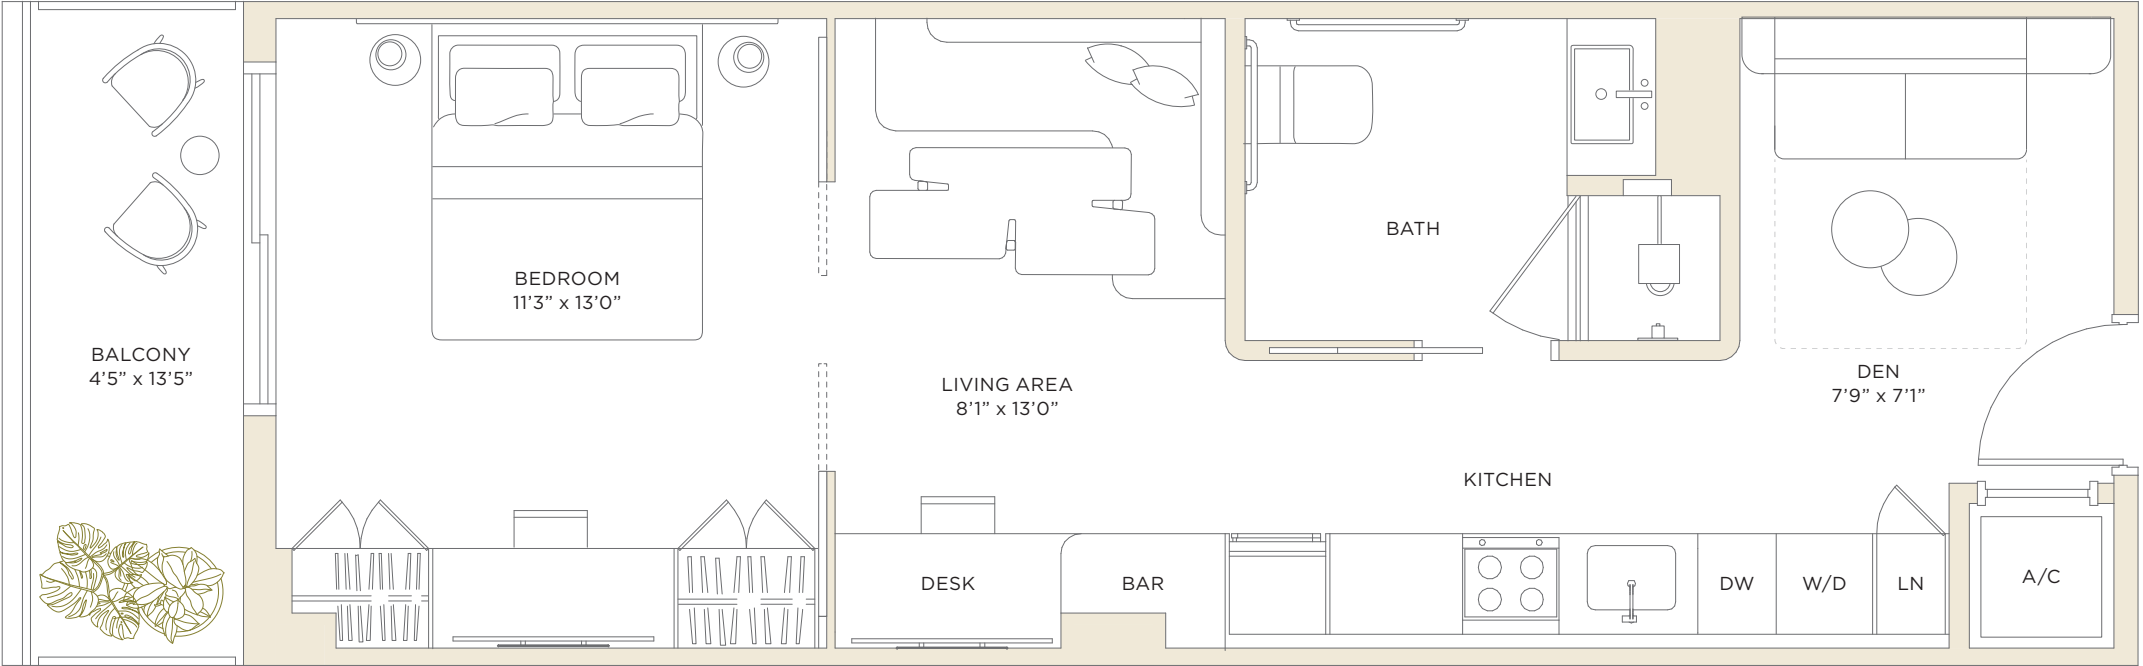 BALCONY
4’5” x 13’5”
BEDROOM
11’3” x 13’0”
LIVING AREA
8’1” x 13’0”
BATH
DEN
7’9” x 7’1”
KITCHEN
DESK
BAR
DW
W/D
LN
A/C